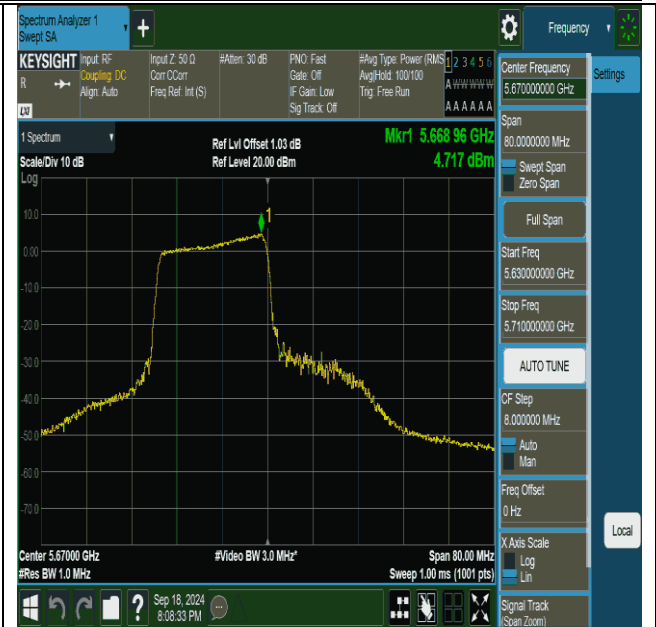 Spectrum Analyzer 1
Swept SA
+
Frequency
KEYSIGHT
R
LXI
Input: RF
Coupling: DC
Align: Auto
Input Z: 50 Ω
Corr CCorr
Freq Ref: Int (S)
#Atten: 30 dB
PNO: Fast
Gate: Off
IF Gain: Low
Sig Track: Off
#Avg Type: Power (RMS
Avg|Hold: 100/100
Trig: Free Run
1 2 3 4 5 6
A W W W W W
A A A A A A
1 Spectrum
Scale/Div 10 dB
Ref Lvl Offset 1.03 dB
Ref Level 20.00 dBm
Mkr1 5.668 96 GHz
4.717 dBm
Log
1
10.0
0.00
-10.0
-20.0
-30.0
-40.0
-50.0
-60.0
-70.0
Center 5.67000 GHz
#Res BW 1.0 MHz
#Video BW 3.0 MHz*
Span 80.00 MHz
Sweep 1.00 ms (1001 pts)
Center Frequency
5.670000000 GHz
Settings
Span
80.0000000 MHz
Swept Span
Zero Span
Full Span
Start Freq
5.630000000 GHz
Stop Freq
5.710000000 GHz
AUTO TUNE
CF Step
8.000000 MHz
Auto
Man
Freq Offset
0 Hz
X Axis Scale
Log
Lin
Local
Signal Track
(Span Zoom)
?
Sep 18, 2024
8:08:33 PM